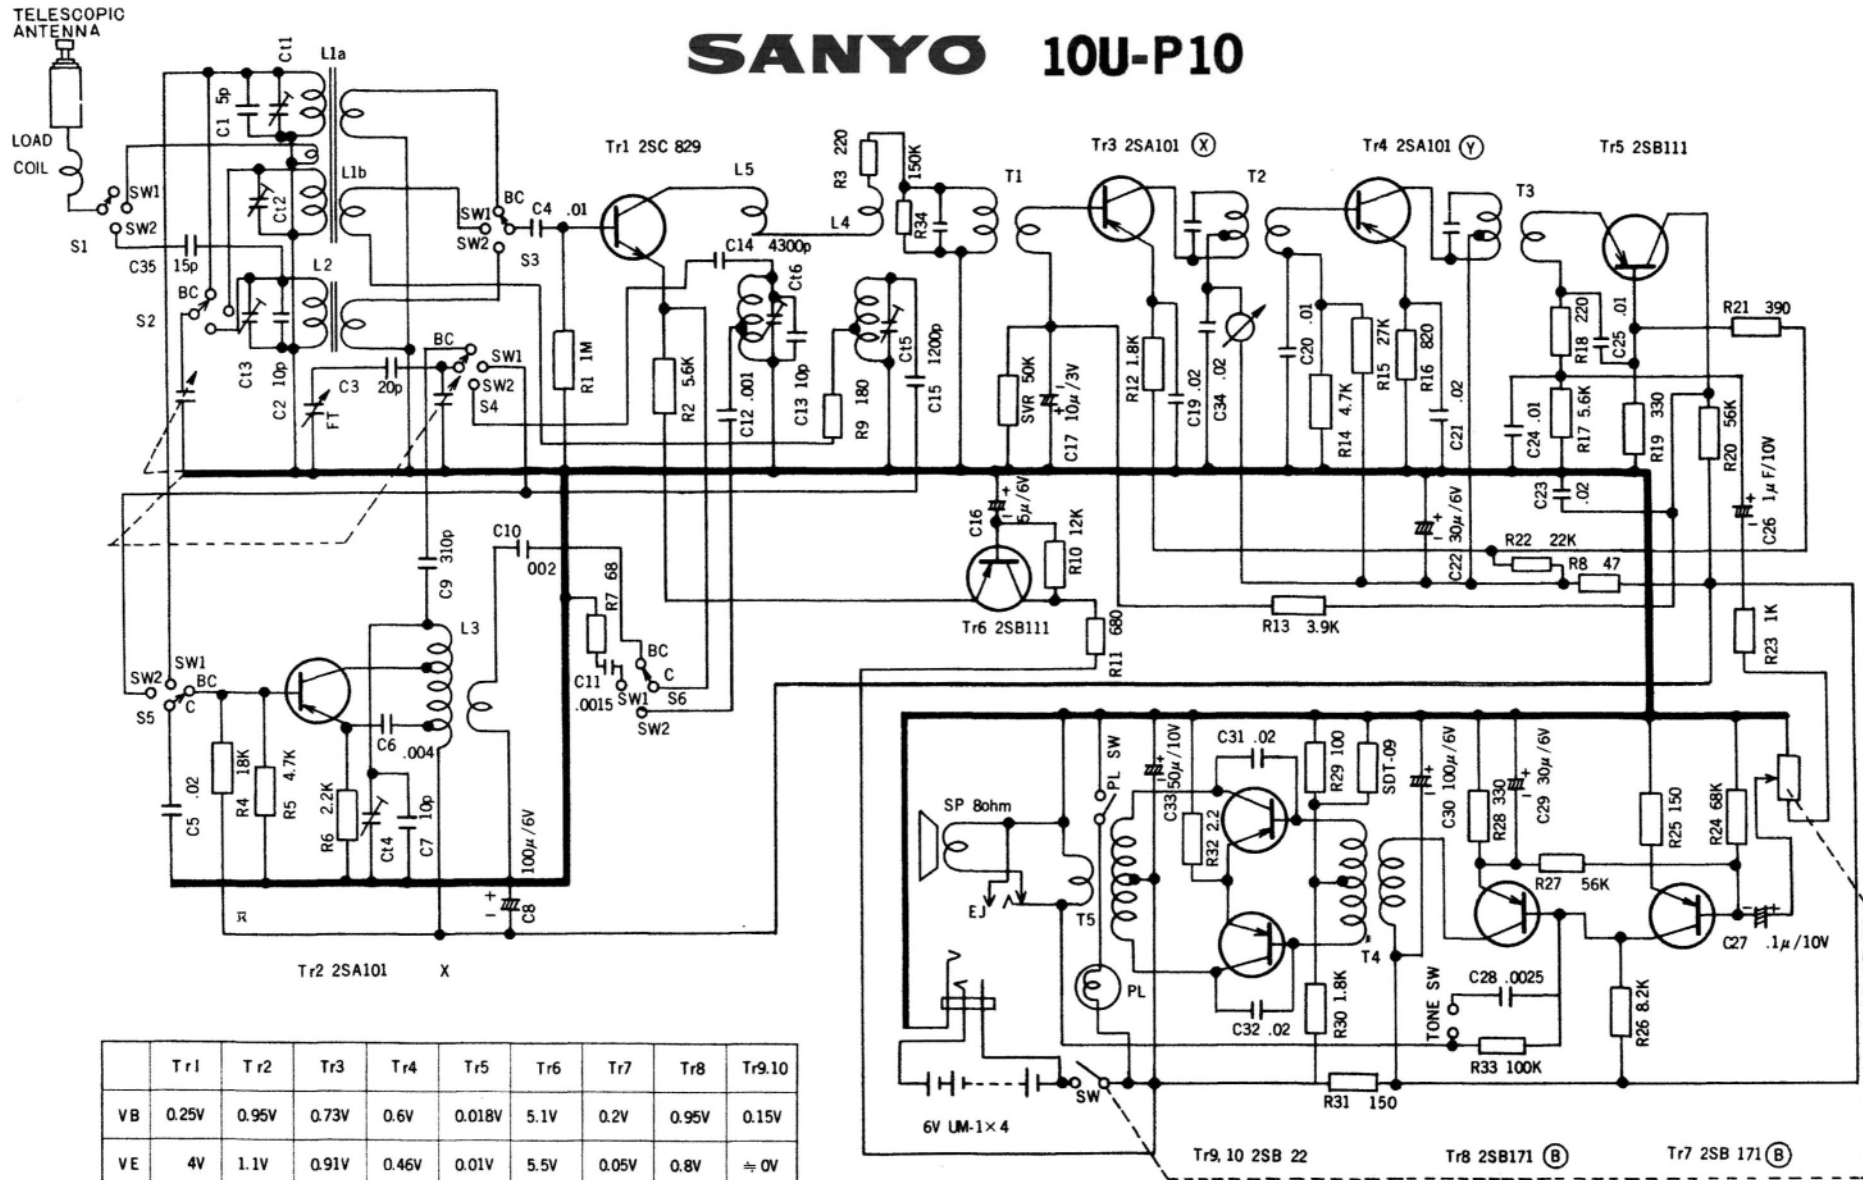 TELESCOPIC
ANTENNA
SANYO 10U-P10
Ct1
L1a
C1 5p
LOAD
COIL
L1b
Ct2
SW1
SW2
S1
C35 15p
L2
BC
S2
Ct3
C2 10p
C3
20p
FT
BC
SW1
SW2
S3
C4 .01
BC
SW1
SW2
S4
Tr1 2SC 829
L5
R3 220
150K
R34
L4
T1
C14 4300p
Ct6
R1 1M
R2 5.6K
C12 .001
C13 10p
R9 180
Ct5
1200p
C15
Tr3 2SA101 X
T2
SVR 50K
C17 10μ/3V
R12 1.8K
C19 .02
C34 .02
Tr4 2SA101 Y
T3
C20 .01
R14 4.7K
R15 27K
R16 820
C21 .02
Tr5 2SB111
R18 220
C25 .01
R21 390
C24 .01
R17 5.6K
R19 330
R20 56K
C23 .02
C26 1μF/10V
C16 5μ/6V
R10 12K
C22 30μ/6V
R22 22K
R8 47
Tr6 2SB111
R11 680
R13 3.9K
R23 1K
C9 310p
C10
002
R7 68
L3
C11
.0015
BC
C
SW1
S6
SW2
SW2
SW1
BC
C
S5
C6 .004
C5 .02
R4 18K
R5 4.7K
R6 2.2K
Ct4
C7 10p
100μ/6V
C8
Tr2 2SA101 X
SP 8ohm
EJ
T5
PL SW
PL
C33 50μ/10V
R32 2.2
C31 .02
C32 .02
R29 100
SDT-09
R30 1.8K
T4
C30 100μ/6V
R28 330
C29 30μ/6V
R27 56K
R25 150
R24 68K
C27 .1μ/10V
TONE SW
C28 .0025
R33 100K
R26 8.2K
SW
R31 150
6V UM-1×4
Tr9, 10 2SB 22
Tr8 2SB171 B
Tr7 2SB 171 B
Tr1 Tr2 Tr3 Tr4 Tr5 Tr6 Tr7 Tr8 Tr9.10
VB 0.25V 0.95V 0.73V 0.6V 0.018V 5.1V 0.2V 0.95V 0.15V
VE 4V 1.1V 0.91V 0.46V 0.01V 5.5V 0.05V 0.8V ≒0V